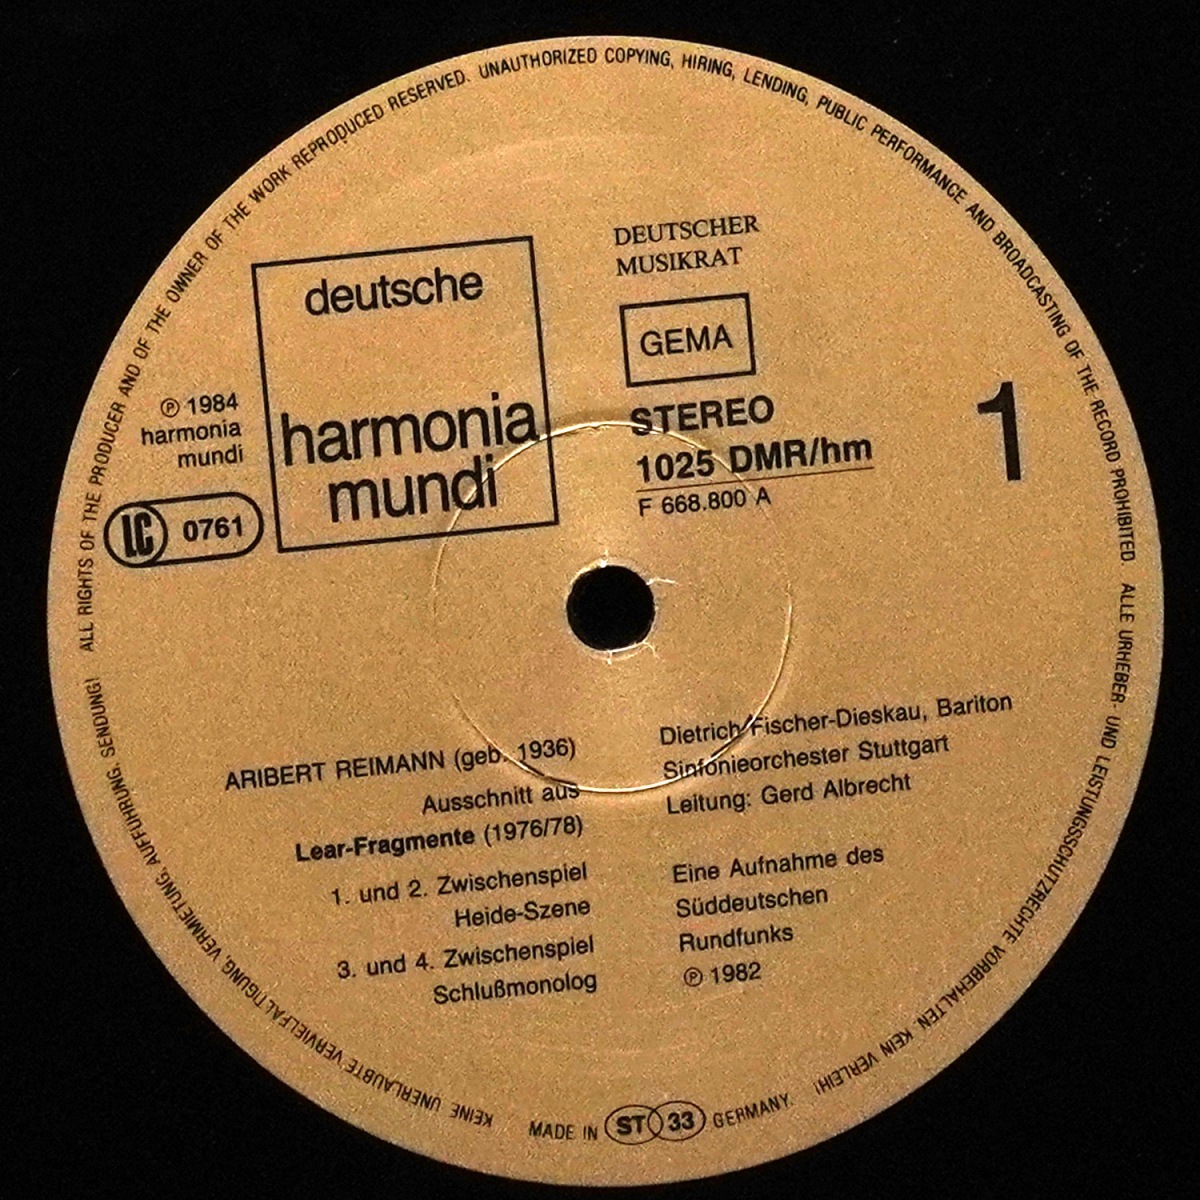 ALL RIGHTS OF THE PRODUCER AND OF THE OWNER OF THE WORK REPRODUCED RESERVED. UNAUTHORIZED COPYING, HIRING, LENDING, PUBLIC PERFORMANCE AND BROADCASTING OF THE RECORD PROHIBITED.
ALLE URHEBER- UND LEISTUNGSSCHUTZRECHTE VORBEHALTEN. KEIN VERLEIH!
KEINE UNERLAUBTE VERVIELFÄLTIGUNG, VERMIETUNG, AUFFÜHRUNG, SENDUNG!
deutsche
harmonia
mundi
℗ 1984
harmonia
mundi
LC 0761
DEUTSCHER
MUSIKRAT
GEMA
STEREO
1025 DMR/hm
F 668.800 A
1
ARIBERT REIMANN (geb. 1936)
Ausschnitt aus
Lear-Fragmente (1976/78)
1. und 2. Zwischenspiel
Heide-Szene
3. und 4. Zwischenspiel
Schlußmonolog
Dietrich Fischer-Dieskau, Bariton
Sinfonieorchester Stuttgart
Leitung: Gerd Albrecht
Eine Aufnahme des
Süddeutschen
Rundfunks
℗ 1982
MADE IN ST 33 GERMANY.